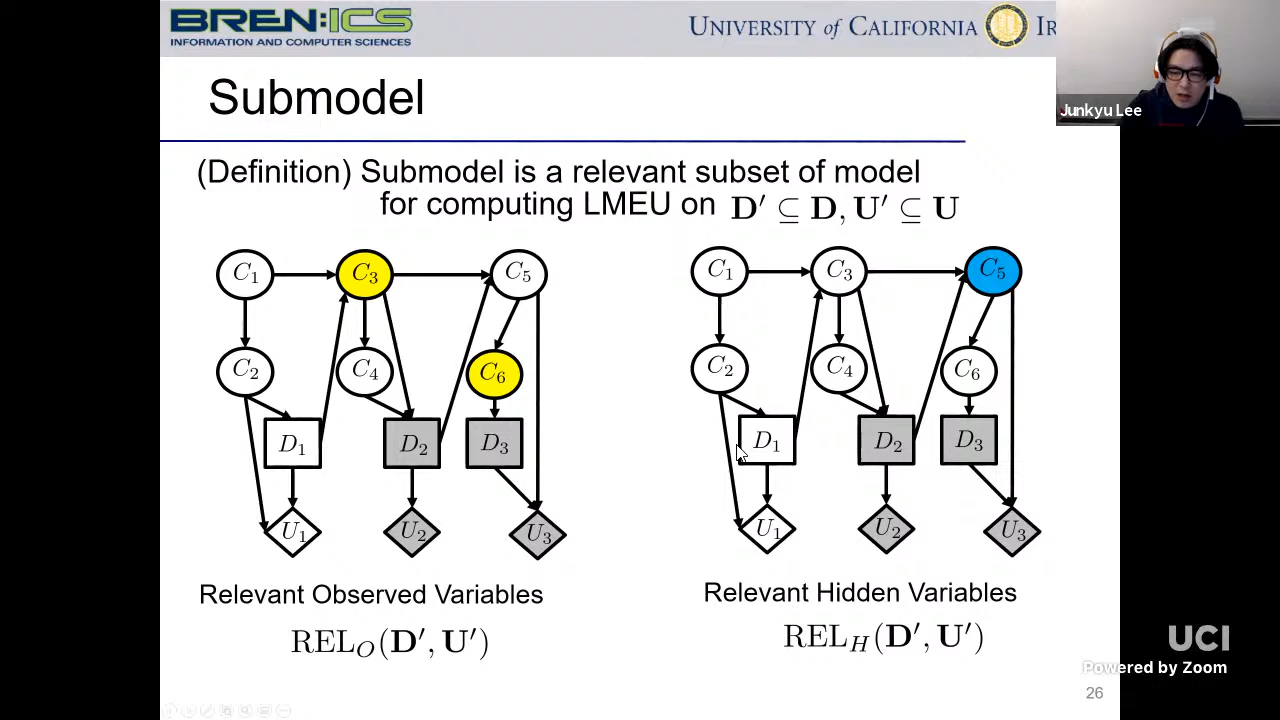 BREN:ICS
INFORMATION AND COMPUTER SCIENCES
UNIVERSITY of CALIFORNIA IR
Junkyu Lee
Submodel
(Definition) Submodel is a relevant subset of model
for computing LMEU on D′ ⊆ D, U′ ⊆ U
C1 C3 C5
C2 C4 C6
D1 D2 D3
U1 U2 U3
Relevant Observed Variables
REL_O(D′, U′)
C1 C3 C5
C2 C4 C6
D1 D2 D3
U1 U2 U3
Relevant Hidden Variables
REL_H(D′, U′)
UCI
Powered by Zoom
26